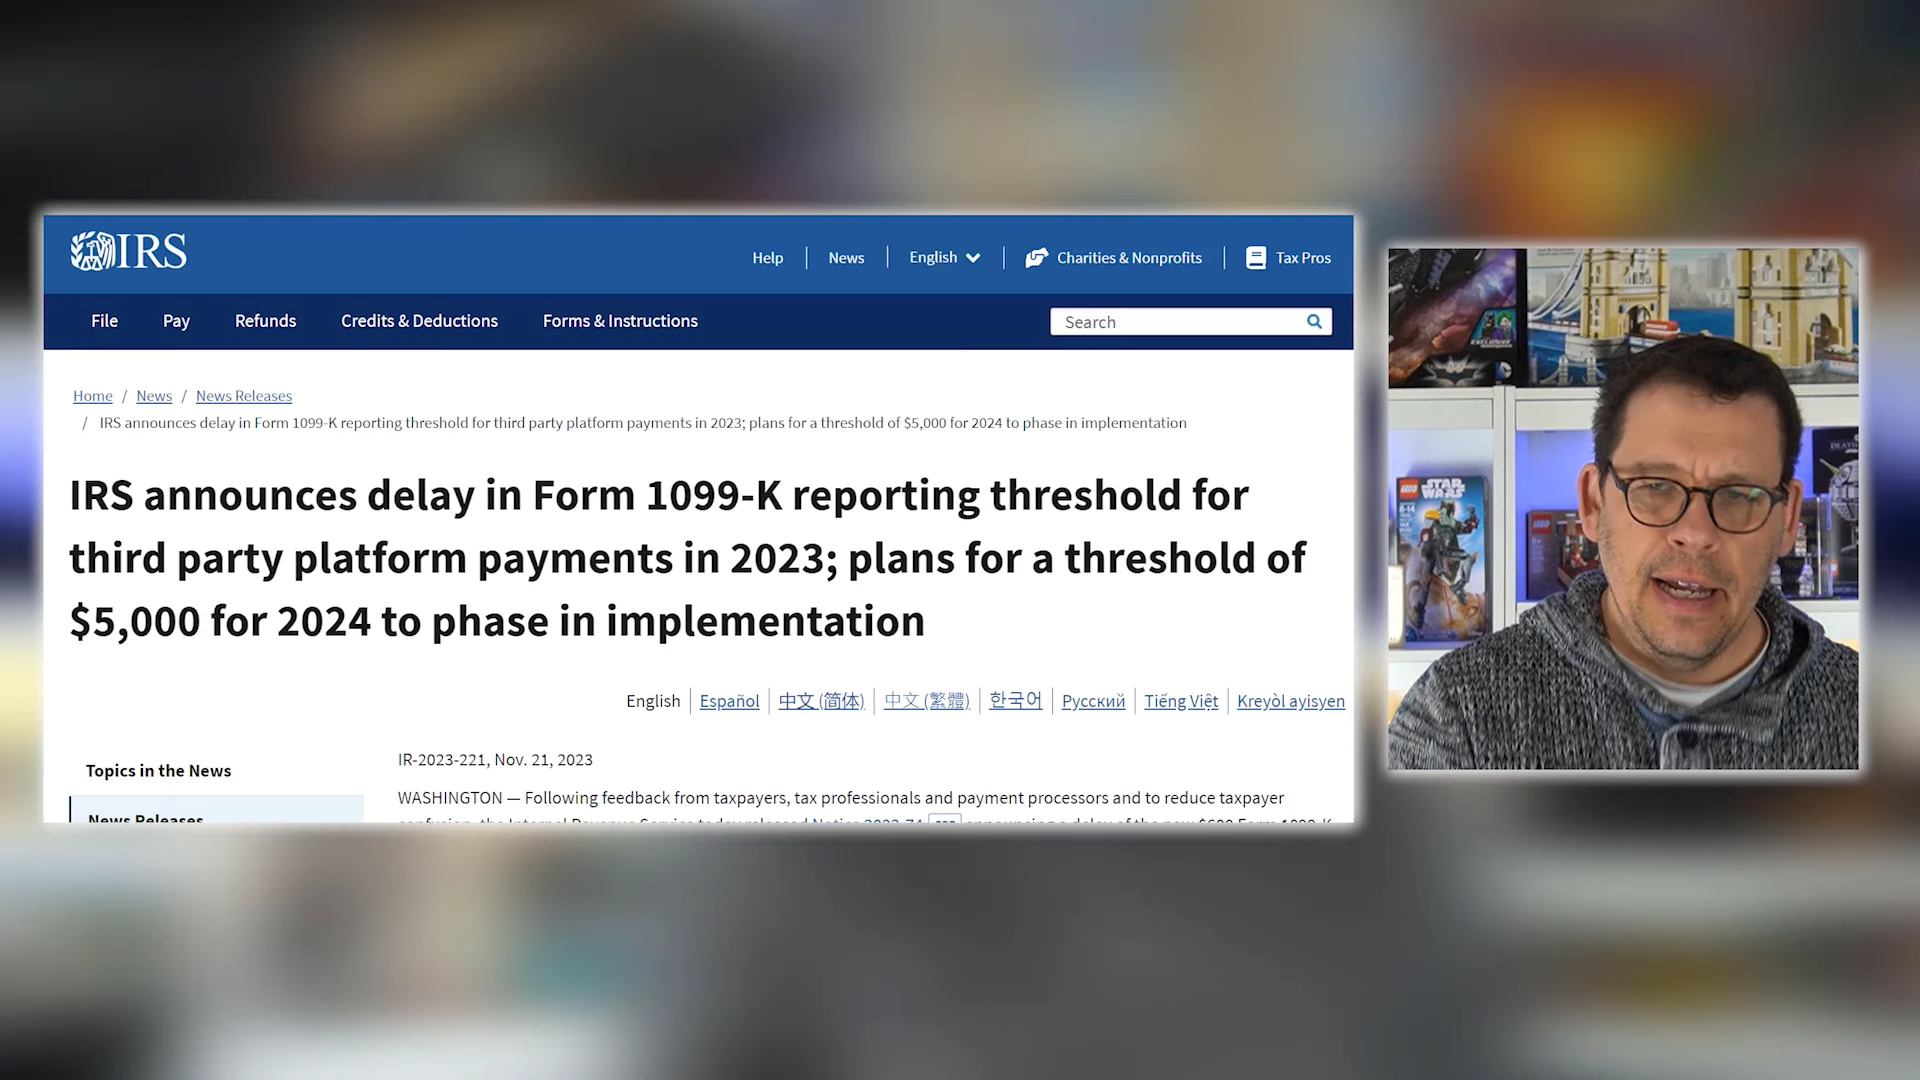 IRS
Help
News
English
Charities & Nonprofits
Tax Pros
File
Pay
Refunds
Credits & Deductions
Forms & Instructions
Search
Home / News / News Releases
/ IRS announces delay in Form 1099-K reporting threshold for third party platform payments in 2023; plans for a threshold of $5,000 for 2024 to phase in implementation
IRS announces delay in Form 1099-K reporting threshold for
third party platform payments in 2023; plans for a threshold of
$5,000 for 2024 to phase in implementation
English
Español
中文 (简体)
中文 (繁體)
한국어
Русский
Tiếng Việt
Kreyòl ayisyen
Topics in the News
News Releases
IR-2023-221, Nov. 21, 2023
WASHINGTON — Following feedback from taxpayers, tax professionals and payment processors and to reduce taxpayer
LEGO STAR WARS
8-14
LEGO